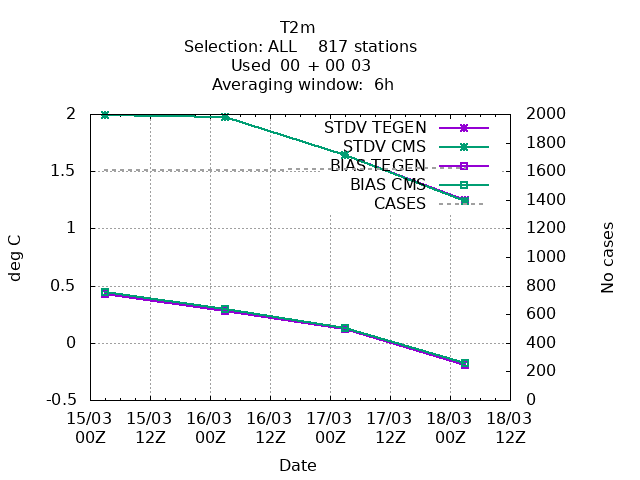 T2m
Selection: ALL    817 stations
Used  00 + 00 03
Averaging window:  6h
2
1.5
1
0.5
0
-0.5
deg C
2000
1800
1600
1400
1200
1000
800
600
400
200
0
No cases
STDV TEGEN
STDV CMS
BIAS TEGEN
BIAS CMS
CASES
15/03 15/03 16/03 16/03 17/03 17/03 18/03 18/03
00Z 12Z 00Z 12Z 00Z 12Z 00Z 12Z
Date